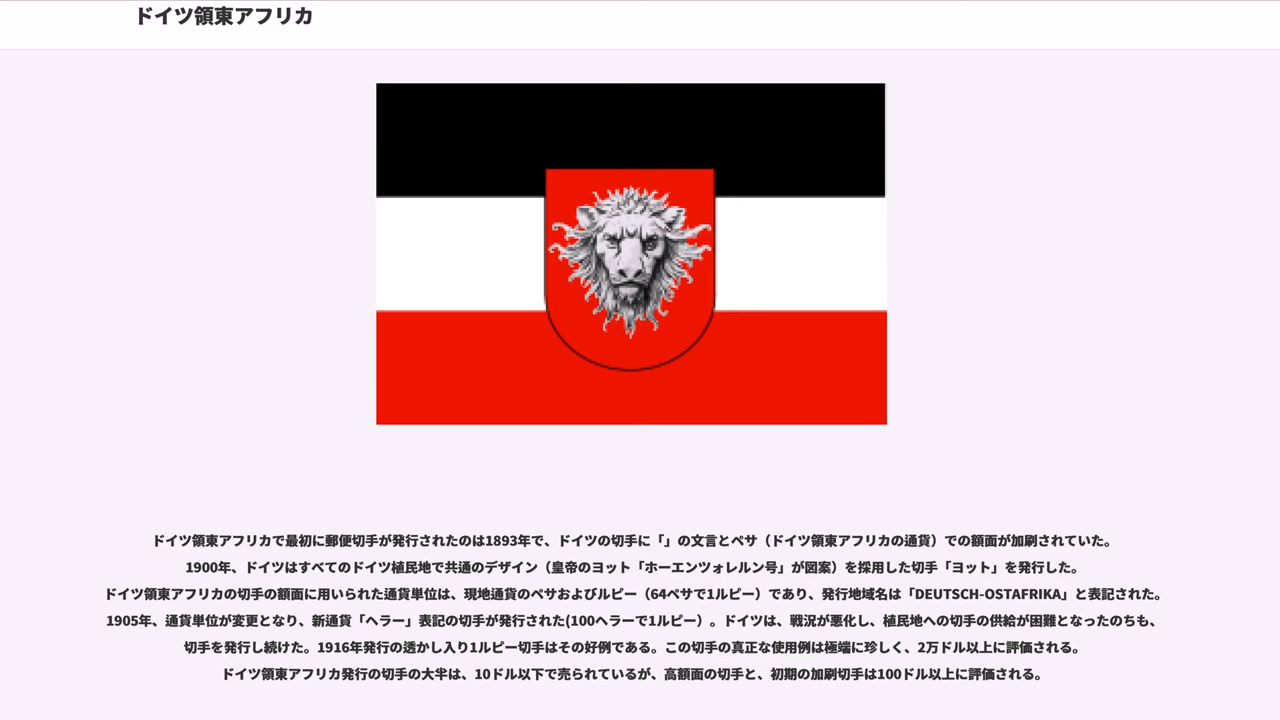 ドイツ領東アフリカ
ドイツ領東アフリカで最初に郵便切手が発行されたのは1893年で、ドイツの切手に「」の文言とペサ（ドイツ領東アフリカの通貨）での額面が加刷されていた。
1900年、ドイツはすべてのドイツ植民地で共通のデザイン（皇帝のヨット「ホーエンツォレルン号」が図案）を採用した切手「ヨット」を発行した。
ドイツ領東アフリカの切手の額面に用いられた通貨単位は、現地通貨のペサおよびルピー（64ペサで1ルピー）であり、発行地域名は「DEUTSCH-OSTAFRIKA」と表記された。
1905年、通貨単位が変更となり、新通貨「ヘラー」表記の切手が発行された(100ヘラーで1ルピー）。ドイツは、戦況が悪化し、植民地への切手の供給が困難となったのちも、
切手を発行し続けた。1916年発行の透かし入り1ルピー切手はその好例である。この切手の真正な使用例は極端に珍しく、2万ドル以上に評価される。
ドイツ領東アフリカ発行の切手の大半は、10ドル以下で売られているが、高額面の切手と、初期の加刷切手は100ドル以上に評価される。